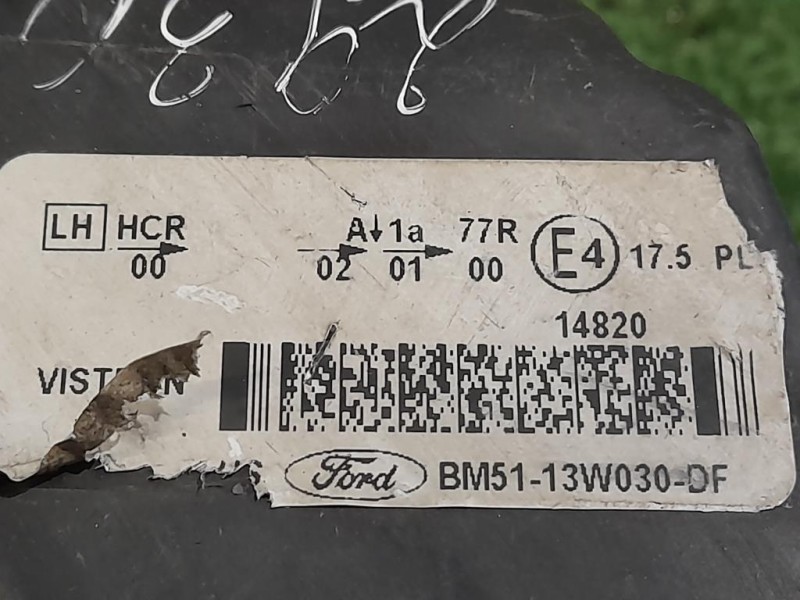 LH HCR A↓1a 77R E4 17.5 PL
00 02 01 00
14820
Ford BM51-13W030-DF